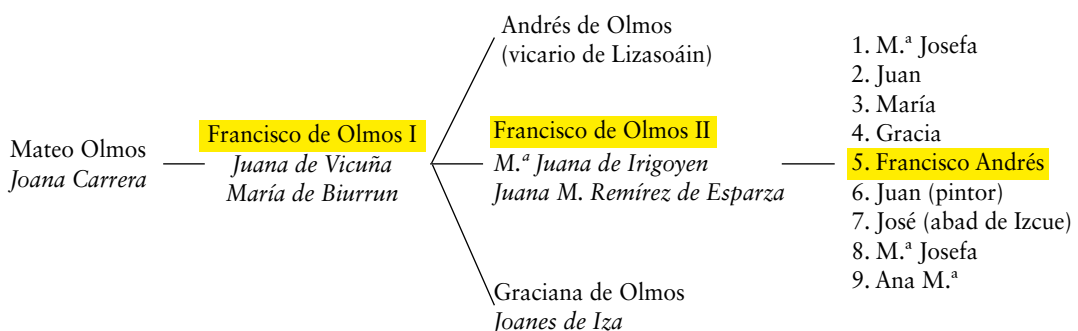 Mateo Olmos
Joana Carrera
Francisco de Olmos I
Juana de Vicuña
María de Biurrun
Andrés de Olmos
(vicario de Lizasoáin)
Francisco de Olmos II
M.ª Juana de Irigoyen
Juana M. Remírez de Esparza
Graciana de Olmos
Joanes de Iza
1. M.ª Josefa
2. Juan
3. María
4. Gracia
5. Francisco Andrés
6. Juan (pintor)
7. José (abad de Izcue)
8. M.ª Josefa
9. Ana M.ª